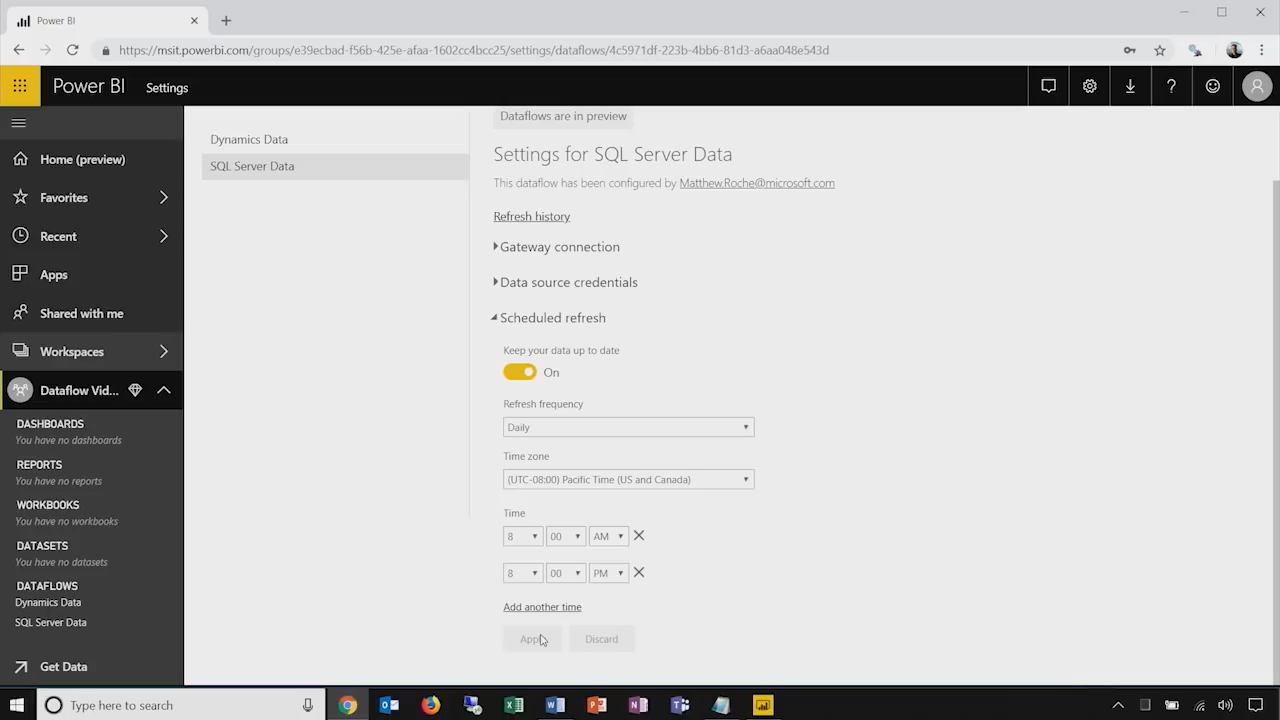 Power BI
https://msit.powerbi.com/groups/e39ecbad-f56b-425e-afaa-1602cc4bcc25/settings/dataflows/4c5971df-223b-4bb6-81d3-a6aa048e543d
Power BI Settings
Home (preview)
Favorites
Recent
Apps
Shared with me
Workspaces
Dataflow Vid...
DASHBOARDS
You have no dashboards
REPORTS
You have no reports
WORKBOOKS
You have no workbooks
DATASETS
You have no datasets
DATAFLOWS
Dynamics Data
SQL Server Data
Get Data
Dynamics Data
SQL Server Data
Dataflows are in preview
Settings for SQL Server Data
This dataflow has been configured by Matthew.Roche@microsoft.com
Refresh history
Gateway connection
Data source credentials
Scheduled refresh
Keep your data up to date
On
Refresh frequency
Daily
Time zone
(UTC-08:00) Pacific Time (US and Canada)
Time
8 00 AM
8 00 PM
Add another time
Apply Discard
Type here to search